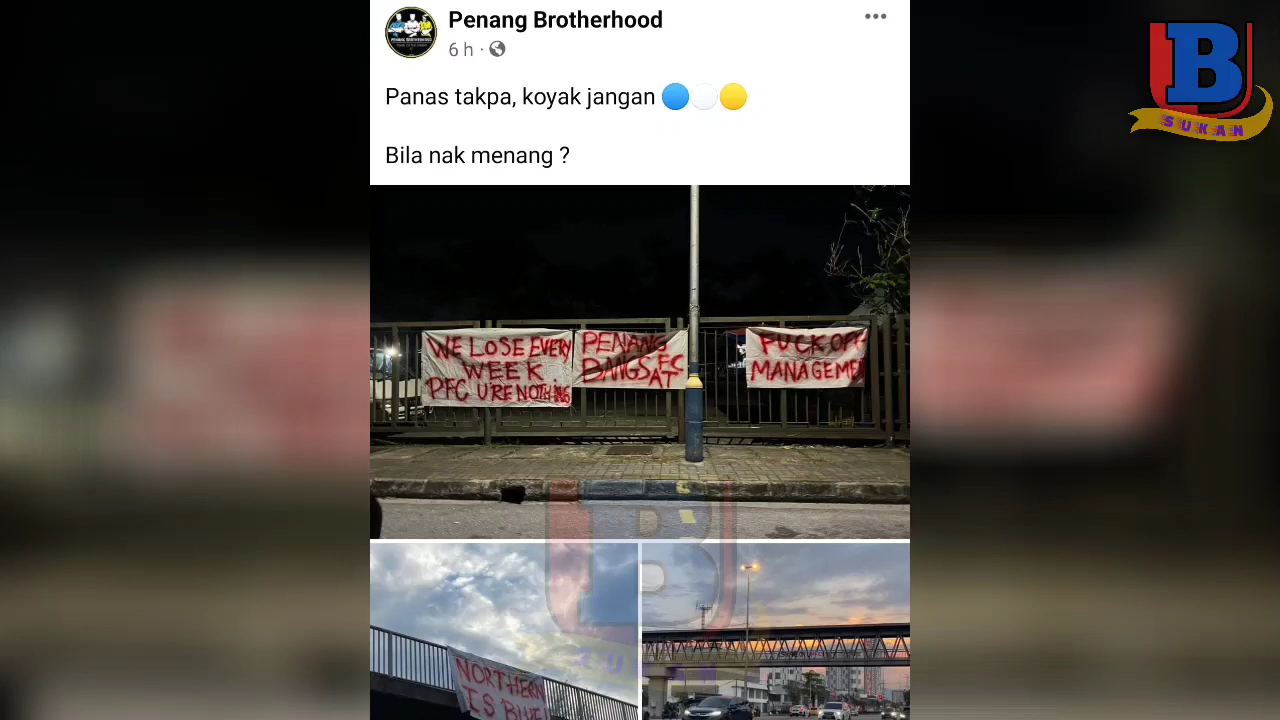 Penang Brotherhood
6 h ·
Panas takpa, koyak jangan
Bila nak menang ?
WE LOSE EVERY
WEEK
PFC U'RE NOTHING
PENANG FC
BANGSAT
FUCK OFF
MANAGEMEN
NORTHERN
IS BLUE!
B
SUKAN
B